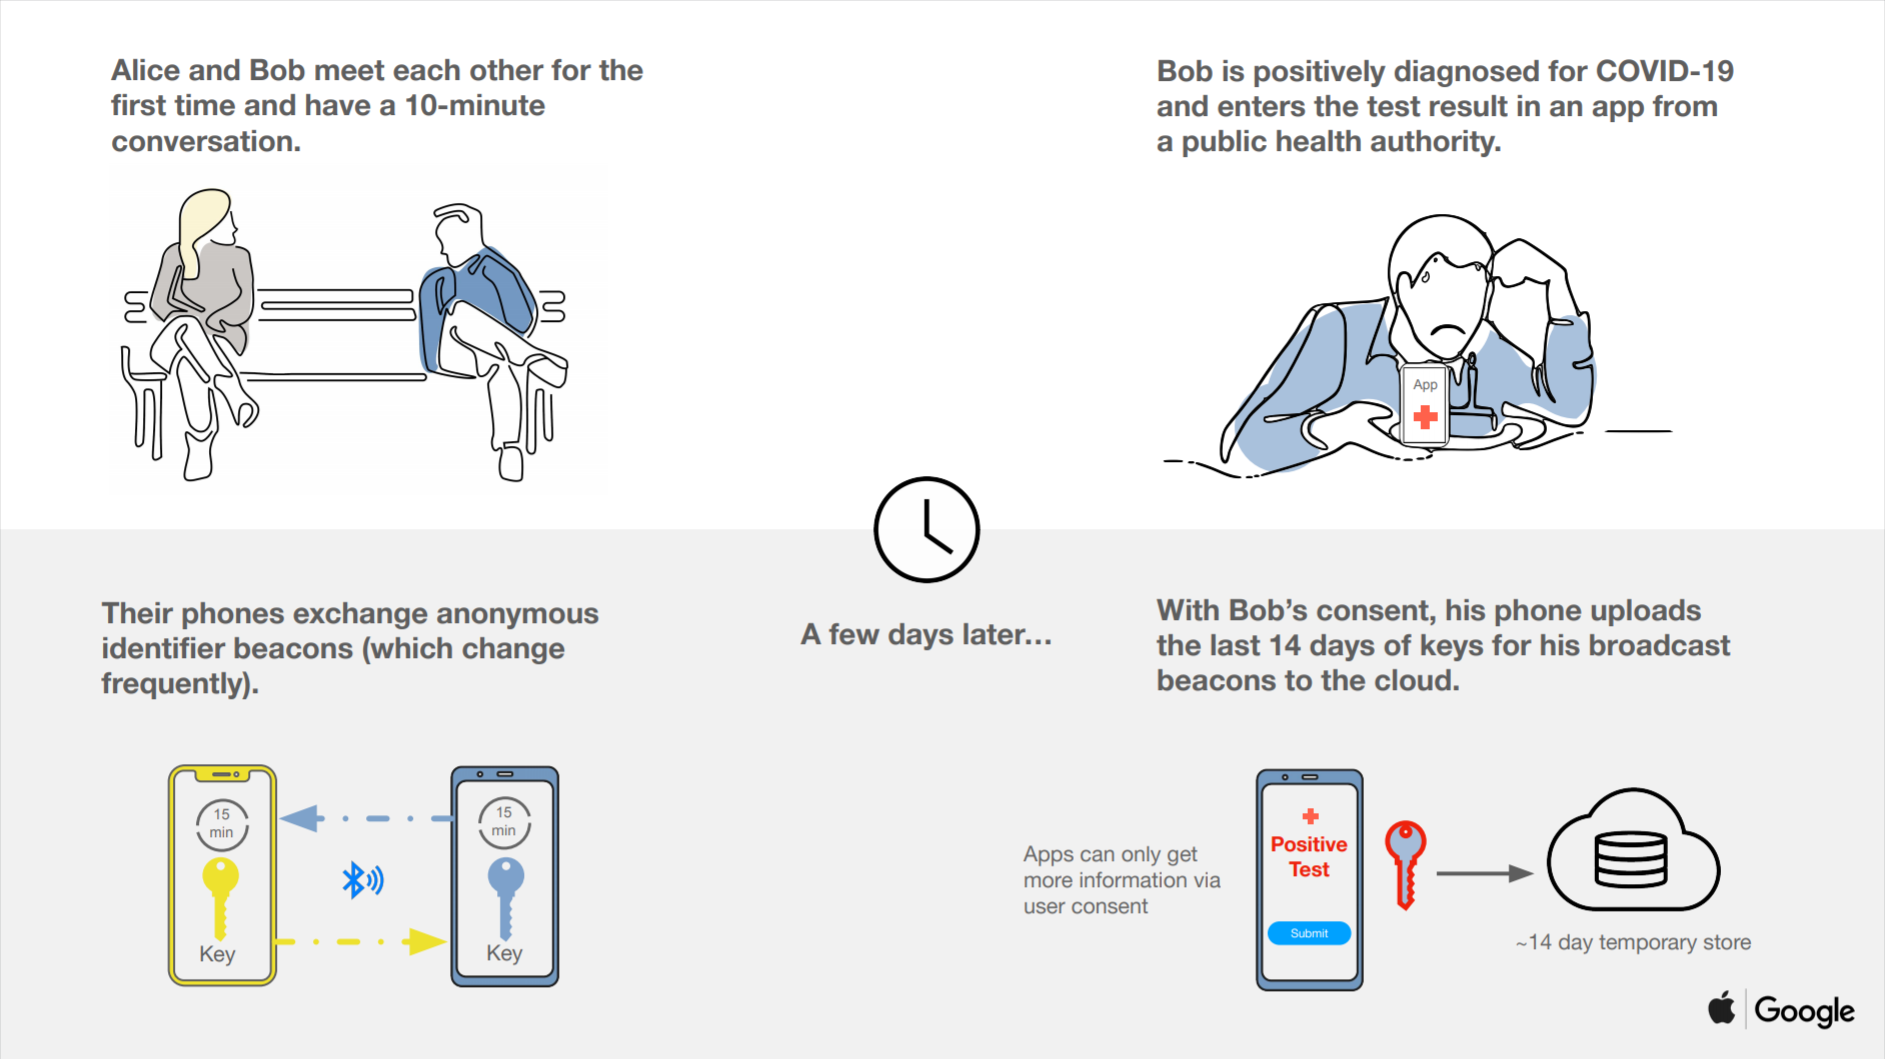 Alice and Bob meet each other for the
first time and have a 10-minute
conversation.
Bob is positively diagnosed for COVID-19
and enters the test result in an app from
a public health authority.
App
Their phones exchange anonymous
identifier beacons (which change
frequently).
A few days later…
With Bob’s consent, his phone uploads
the last 14 days of keys for his broadcast
beacons to the cloud.
15
min
Key
15
min
Key
Apps can only get
more information via
user consent
Positive
Test
Submit
~14 day temporary store
Google